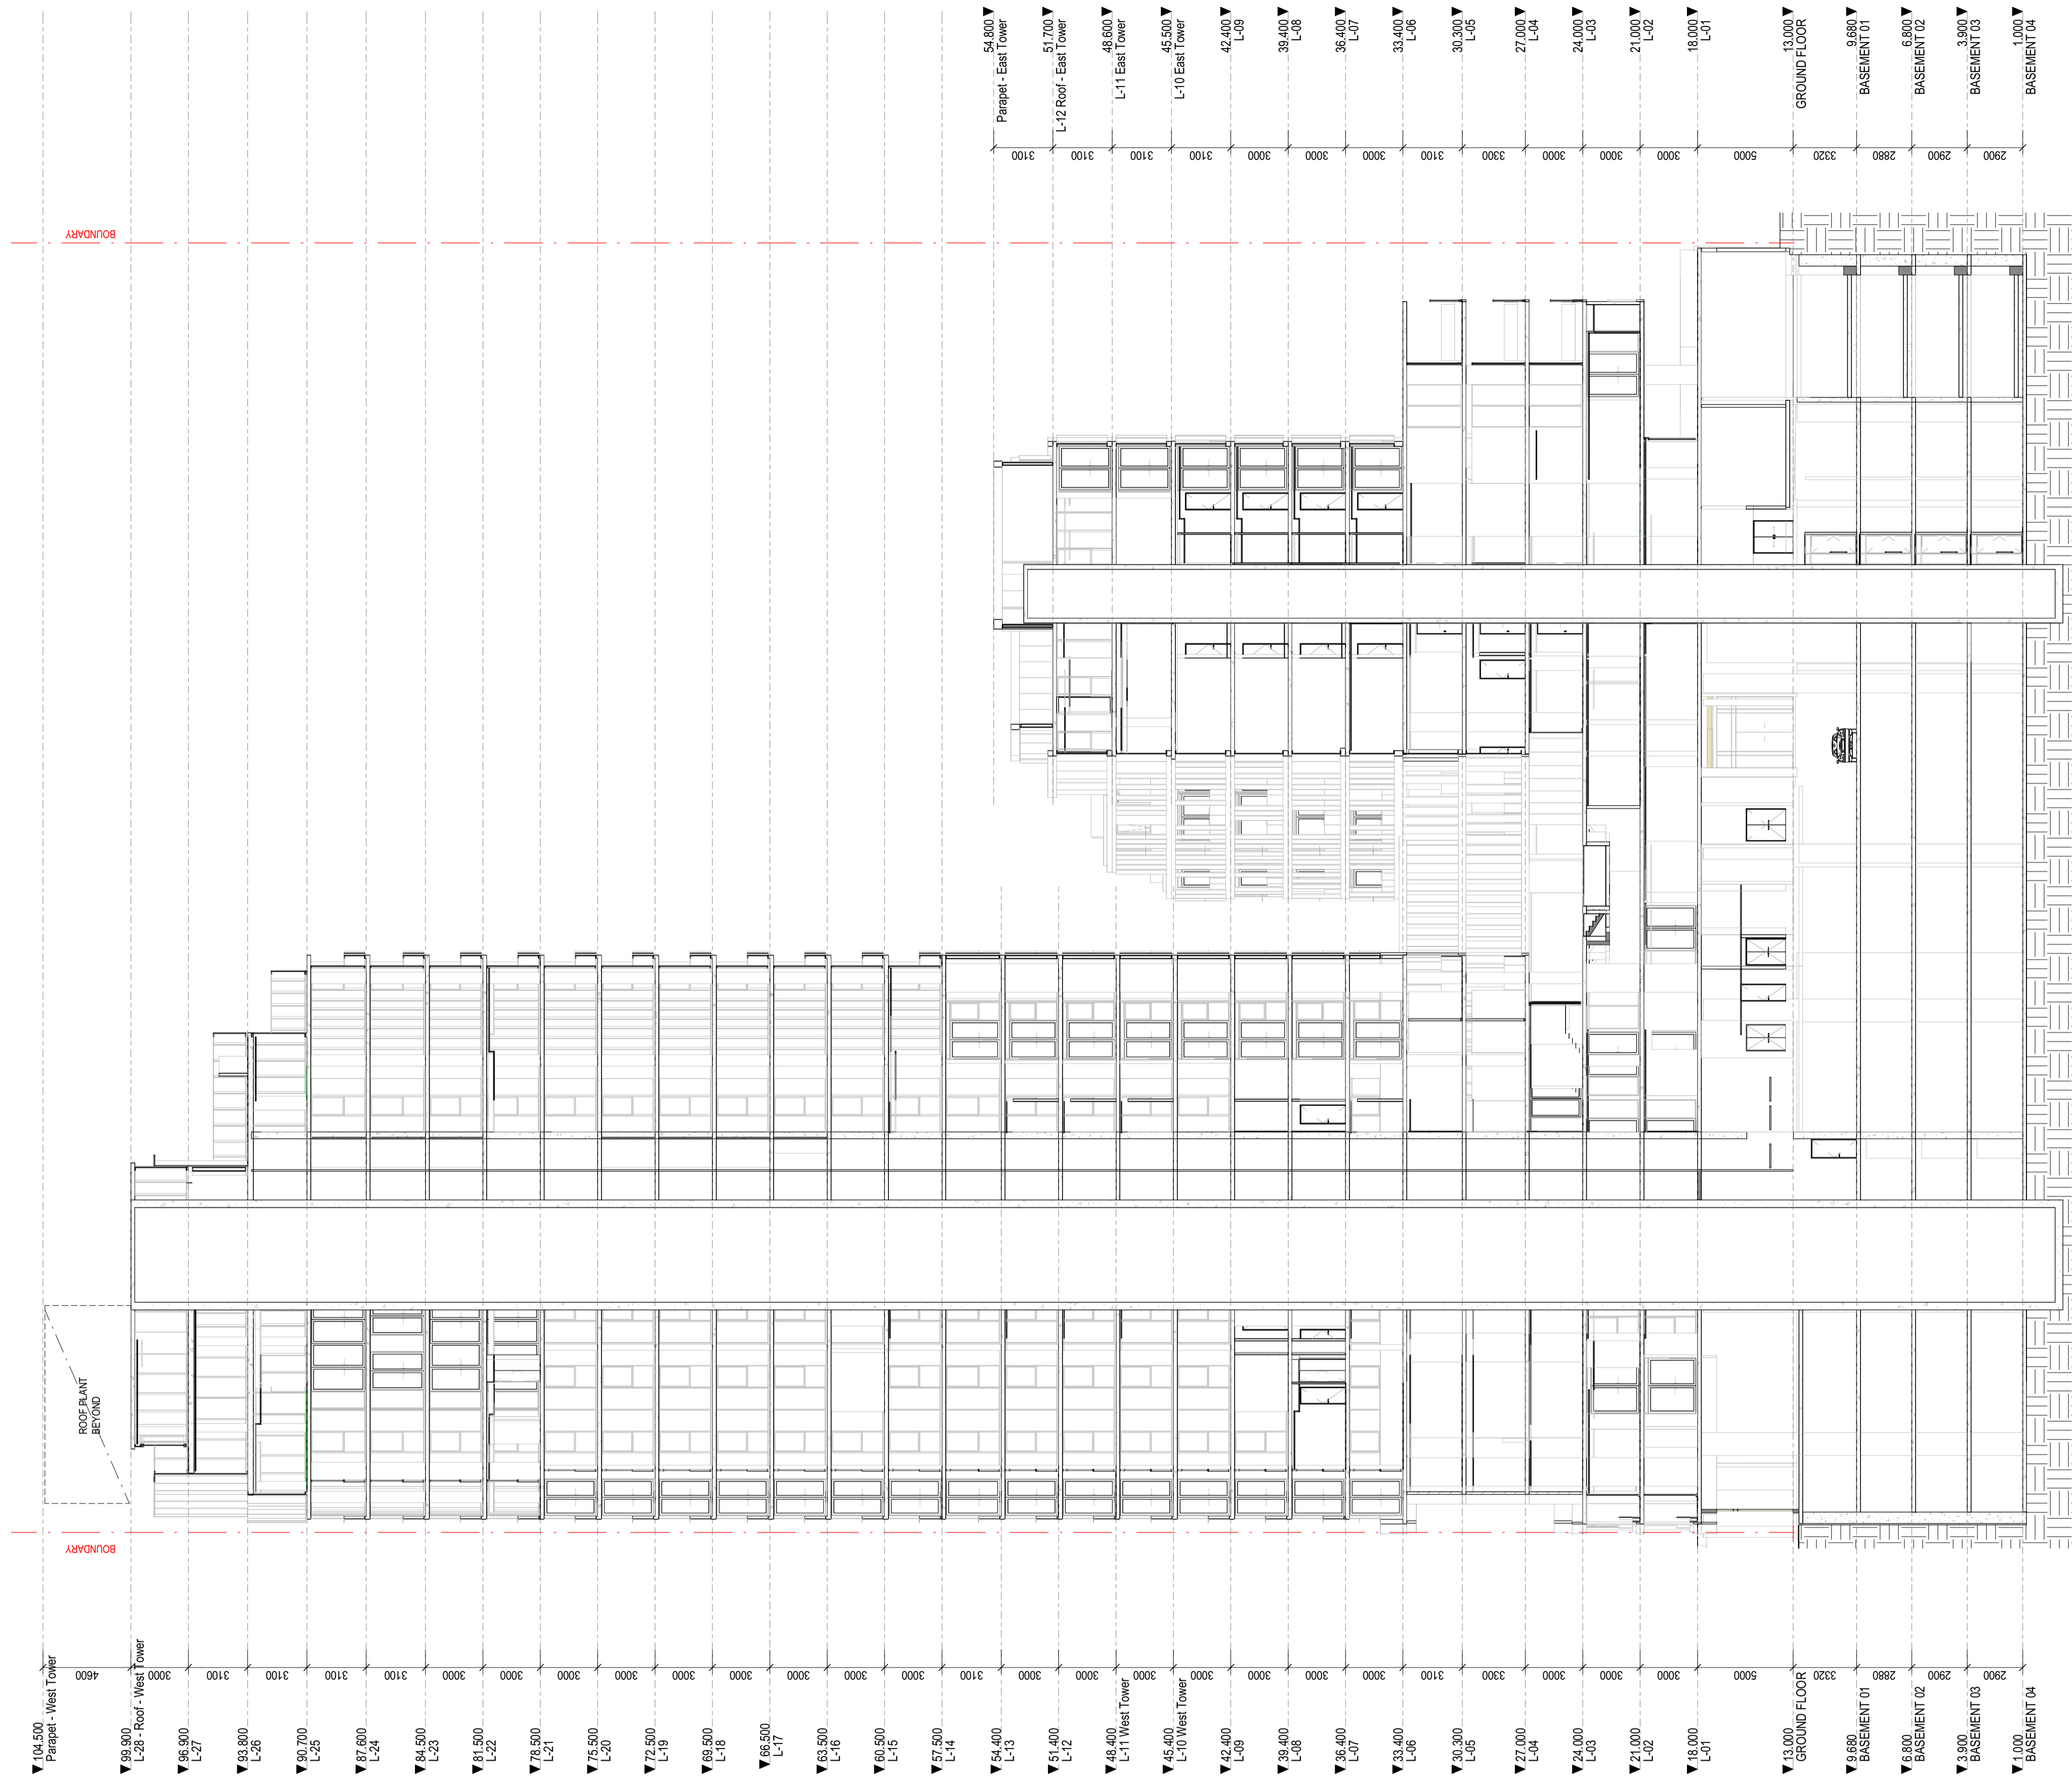 54.800
Parapet - East Tower
51.700
L-12 Roof - East Tower
48.600
L-11 East Tower
45.500
L-10 East Tower
42.400
L-09
39.400
L-08
36.400
L-07
33.400
L-06
30.300
L-05
27.000
L-04
24.000
L-03
21.000
L-02
18.000
L-01
13.000
GROUND FLOOR
9.680
BASEMENT 01
6.800
BASEMENT 02
3.900
BASEMENT 03
1.000
BASEMENT 04
3100
3100
3100
3100
3000
3000
3000
3100
3300
3000
3000
3000
5000
3320
2880
2900
2900
BOUNDARY
ROOF PLANT
BEYOND
BOUNDARY
4600
3000
3100
3100
3100
3100
3000
3000
3000
3000
3000
3000
3000
3000
3000
3100
3000
3000
3000
3000
3000
3000
3000
3100
3300
3000
3000
3000
5000
3320
2880
2900
2900
104.500
Parapet - West Tower
99.900
L-28 - Roof - West Tower
96.900
L-27
93.800
L-26
90.700
L-25
87.600
L-24
84.500
L-23
81.500
L-22
78.500
L-21
75.500
L-20
72.500
L-19
69.500
L-18
66.500
L-17
63.500
L-16
60.500
L-15
57.500
L-14
54.400
L-13
51.400
L-12
48.400
L-11 West Tower
45.400
L-10 West Tower
42.400
L-09
39.400
L-08
36.400
L-07
33.400
L-06
30.300
L-05
27.000
L-04
24.000
L-03
21.000
L-02
18.000
L-01
13.000
GROUND FLOOR
9.680
BASEMENT 01
6.800
BASEMENT 02
3.900
BASEMENT 03
1.000
BASEMENT 04